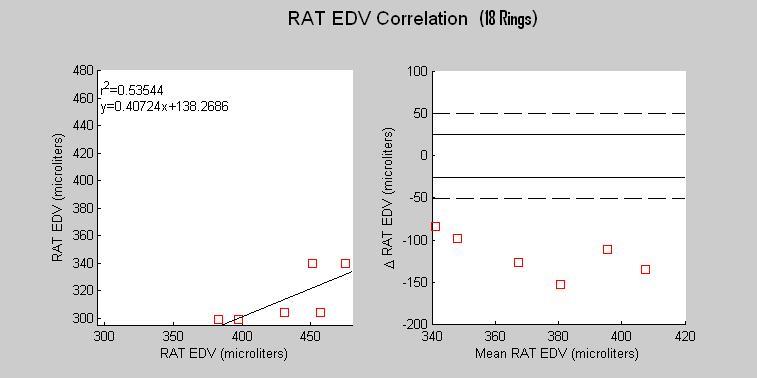 RAT EDV Correlation (18 Rings)
r2=0.53544
y=0.40724x+138.2686
RAT EDV (microliters)
480
460
440
420
400
380
360
340
320
300
300 350 400 450
RAT EDV (microliters)
Δ RAT EDV (microliters)
100
50
0
-50
-100
-150
-200
340 360 380 400 420
Mean RAT EDV (microliters)